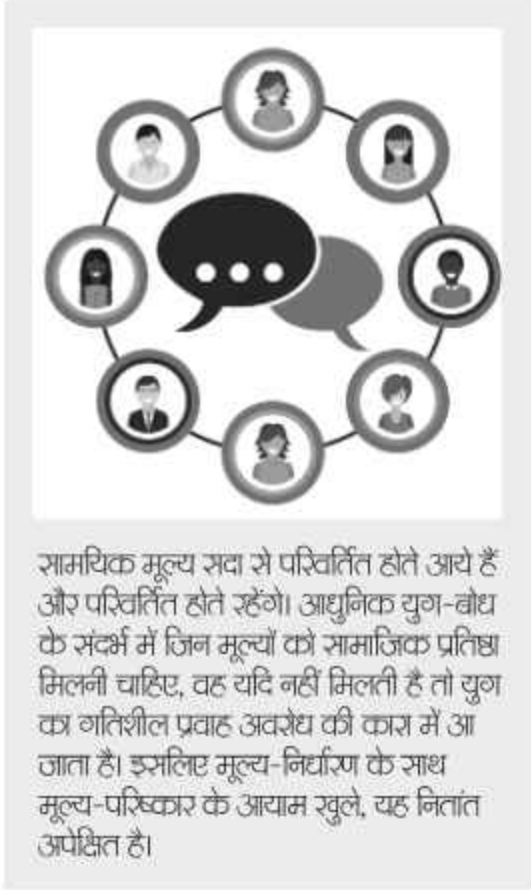 सामयिक मूल्य सदा से परिवर्तित होते आये हैं
और परिवर्तित होते रहेंगे। आधुनिक युग-बोध
के संदर्भ में जिन मूल्यों को सामाजिक प्रतिष्ठा
मिलनी चाहिए, वह यदि नहीं मिलती है तो युग
का गतिशील प्रवाह अवरोध की कारा में आ
जाता है। इसलिए मूल्य-निर्धारण के साथ
मूल्य-परिष्कार के आयाम खुले, यह नितांत
अपेक्षित है।